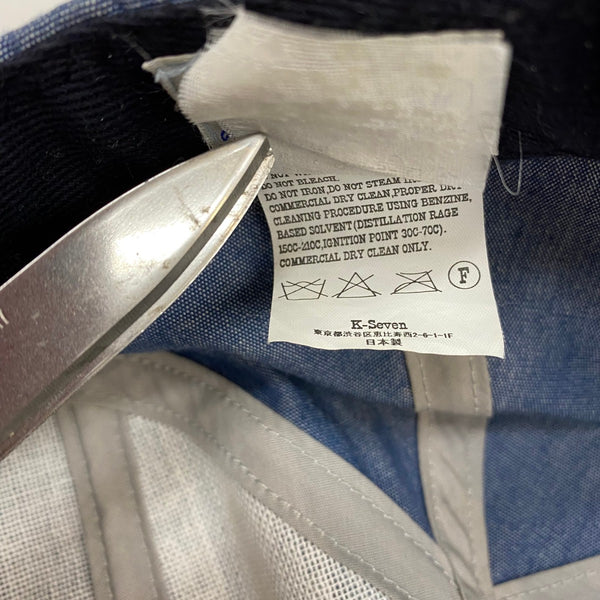 DO NOT BLEACH.
DO NOT IRON,DO NOT STEAM
COMMERCIAL DRY CLEAN,PROPER DRY
CLEANING PROCEDURE USING BENZINE,
BASED SOLVENT(DISTILLATION RAGE
150C-210C,IGNITION POINT 30C-70C).
COMMERCIAL DRY CLEAN ONLY.
F
K-Seven
東京都渋谷区恵比寿西2-6-1-1F
日本製